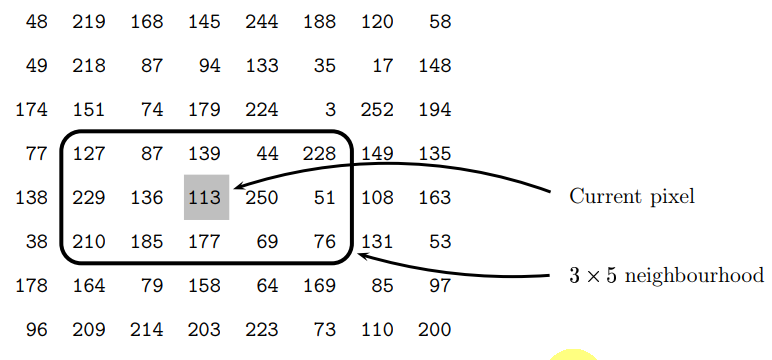 48 219 168 145 244 188 120 58
49 218 87 94 133 35 17 148
174 151 74 179 224 3 252 194
77 127 87 139 44 228 149 135
138 229 136 113 250 51 108 163
Current pixel
38 210 185 177 69 76 131 53
3 × 5 neighbourhood
178 164 79 158 64 169 85 97
96 209 214 203 223 73 110 200